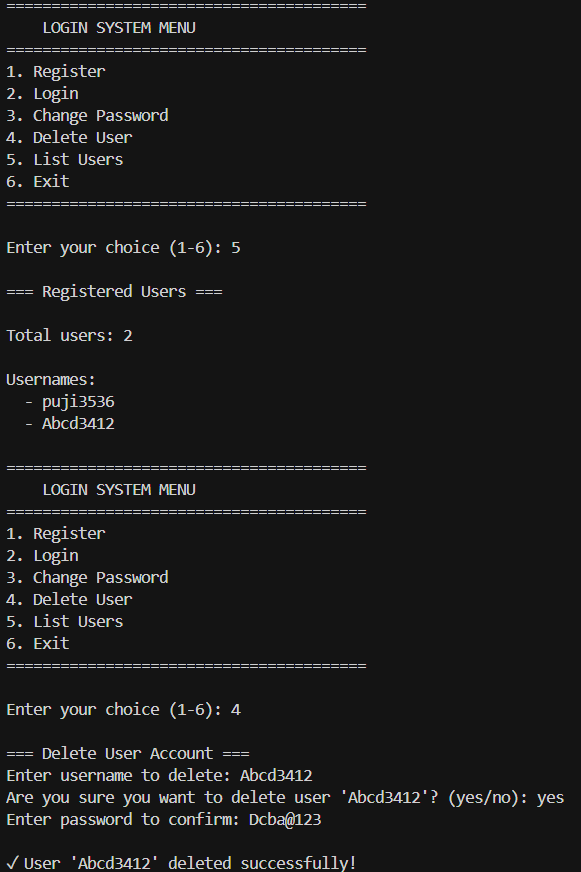 ========================================
    LOGIN SYSTEM MENU
========================================
1. Register
2. Login
3. Change Password
4. Delete User
5. List Users
6. Exit
========================================
Enter your choice (1-6): 5
=== Registered Users ===
Total users: 2
Usernames:
  - puji3536
  - Abcd3412
========================================
    LOGIN SYSTEM MENU
========================================
1. Register
2. Login
3. Change Password
4. Delete User
5. List Users
6. Exit
========================================
Enter your choice (1-6): 4
=== Delete User Account ===
Enter username to delete: Abcd3412
Are you sure you want to delete user 'Abcd3412'? (yes/no): yes
Enter password to confirm: Dcba@123
✓ User 'Abcd3412' deleted successfully!